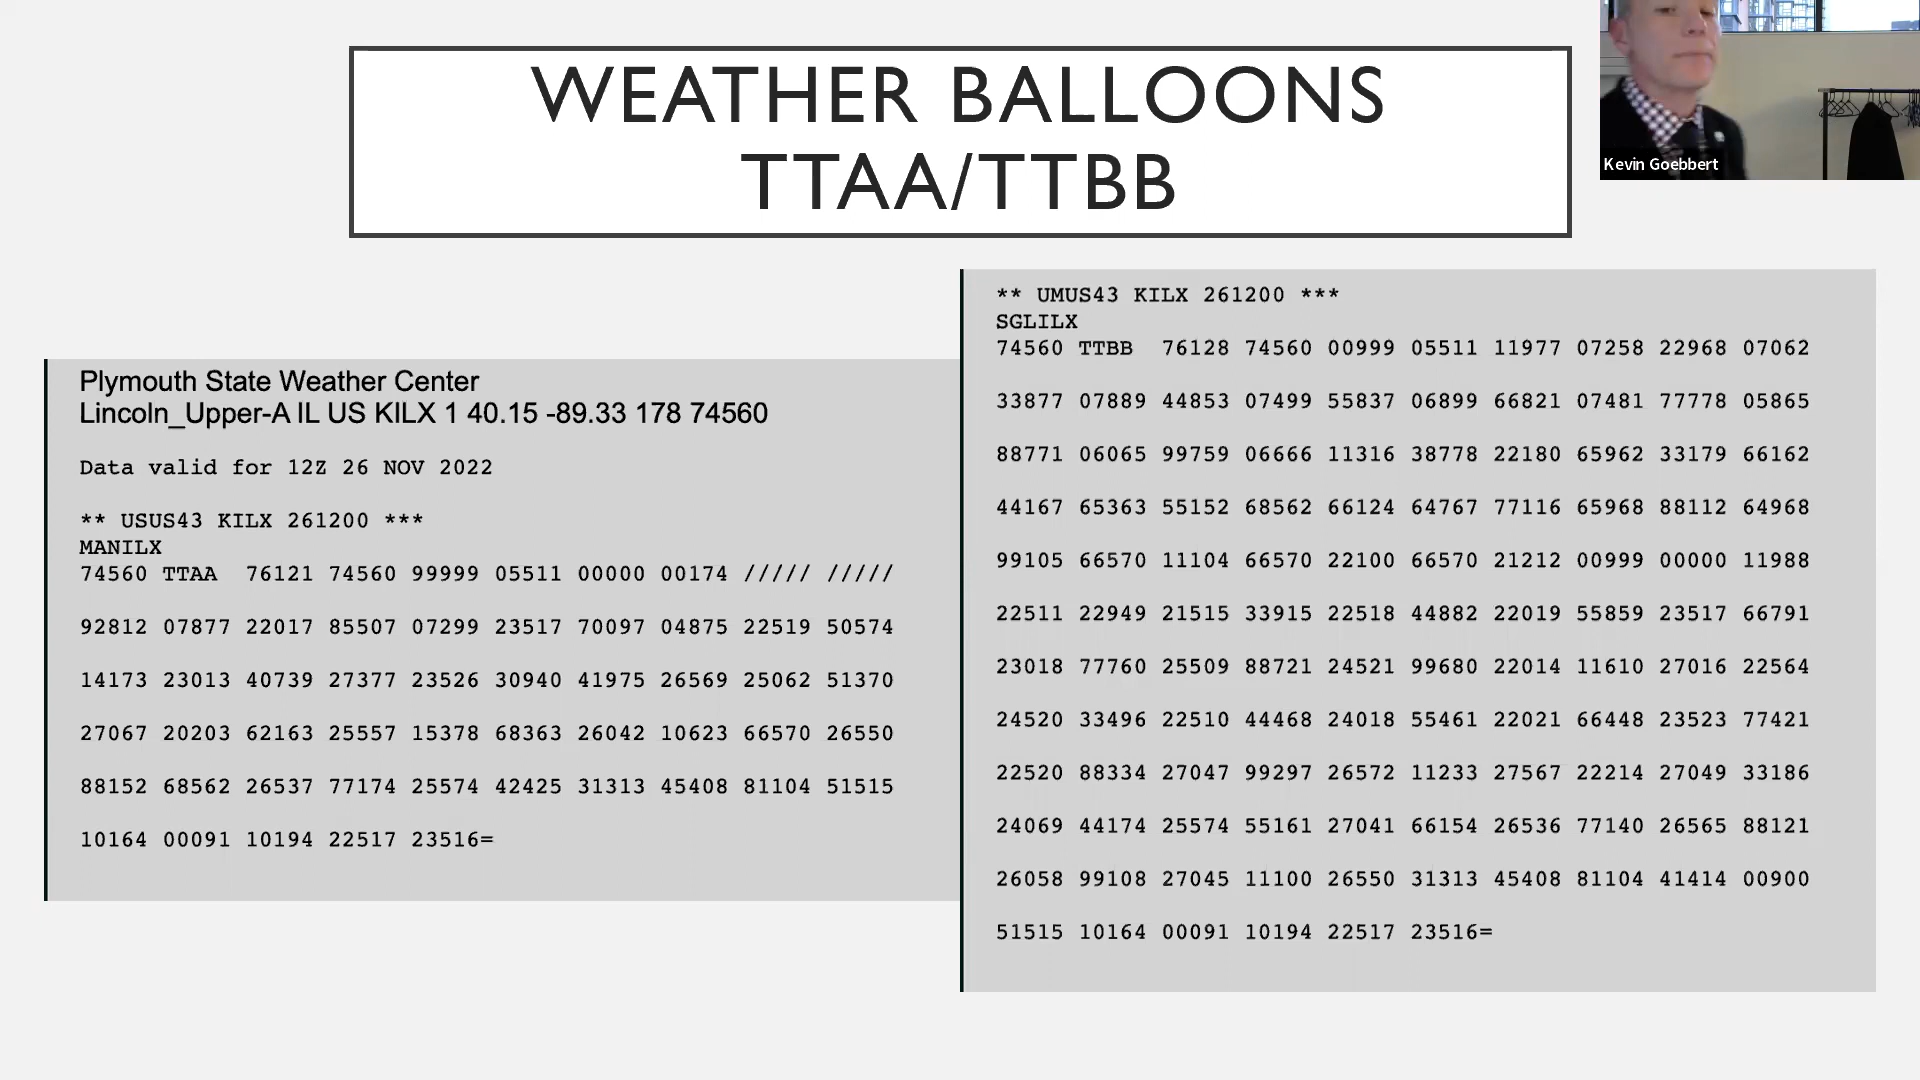 WEATHER BALLOONS
TTAA/TTBB
Kevin Goebbert
Plymouth State Weather Center
Lincoln_Upper-A IL US KILX 1 40.15 -89.33 178 74560
Data valid for 12Z 26 NOV 2022
** USUS43 KILX 261200 ***
MANILX
74560 TTAA 76121 74560 99999 05511 00000 00174 ///// /////
92812 07877 22017 85507 07299 23517 70097 04875 22519 50574
14173 23013 40739 27377 23526 30940 41975 26569 25062 51370
27067 20203 62163 25557 15378 68363 26042 10623 66570 26550
88152 68562 26537 77174 25574 42425 31313 45408 81104 51515
10164 00091 10194 22517 23516=
** UMUS43 KILX 261200 ***
SGLILX
74560 TTBB 76128 74560 00999 05511 11977 07258 22968 07062
33877 07889 44853 07499 55837 06899 66821 07481 77778 05865
88771 06065 99759 06666 11316 38778 22180 65962 33179 66162
44167 65363 55152 68562 66124 64767 77116 65968 88112 64968
99105 66570 11104 66570 22100 66570 21212 00999 00000 11988
22511 22949 21515 33915 22518 44882 22019 55859 23517 66791
23018 77760 25509 88721 24521 99680 22014 11610 27016 22564
24520 33496 22510 44468 24018 55461 22021 66448 23523 77421
22520 88334 27047 99297 26572 11233 27567 22214 27049 33186
24069 44174 25574 55161 27041 66154 26536 77140 26565 88121
26058 99108 27045 11100 26550 31313 45408 81104 41414 00900
51515 10164 00091 10194 22517 23516=